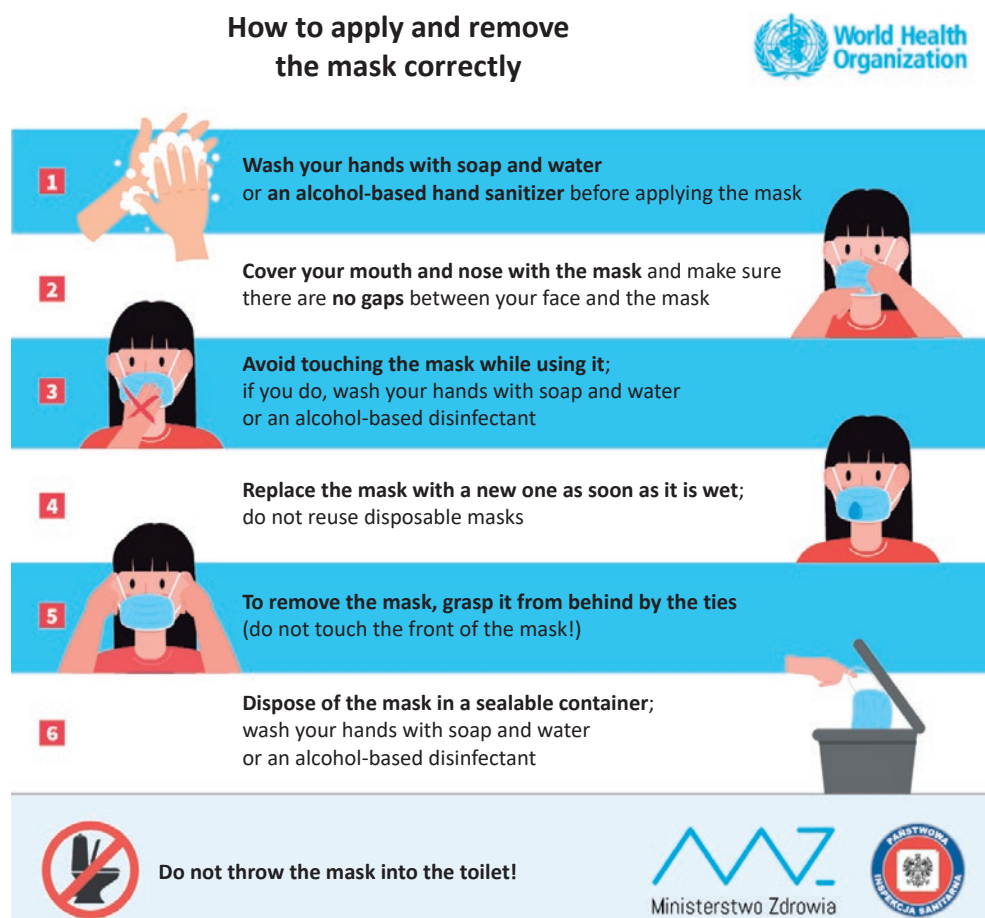 How to apply and remove
the mask correctly
World Health
Organization
1
Wash your hands with soap and water
or an alcohol-based hand sanitizer before applying the mask
2
Cover your mouth and nose with the mask and make sure
there are no gaps between your face and the mask
3
Avoid touching the mask while using it;
if you do, wash your hands with soap and water
or an alcohol-based disinfectant
4
Replace the mask with a new one as soon as it is wet;
do not reuse disposable masks
5
To remove the mask, grasp it from behind by the ties
(do not touch the front of the mask!)
6
Dispose of the mask in a sealable container;
wash your hands with soap and water
or an alcohol-based disinfectant
Do not throw the mask into the toilet!
Ministerstwo Zdrowia
PAŃSTWOWA
INSPEKCJA SANITARNA